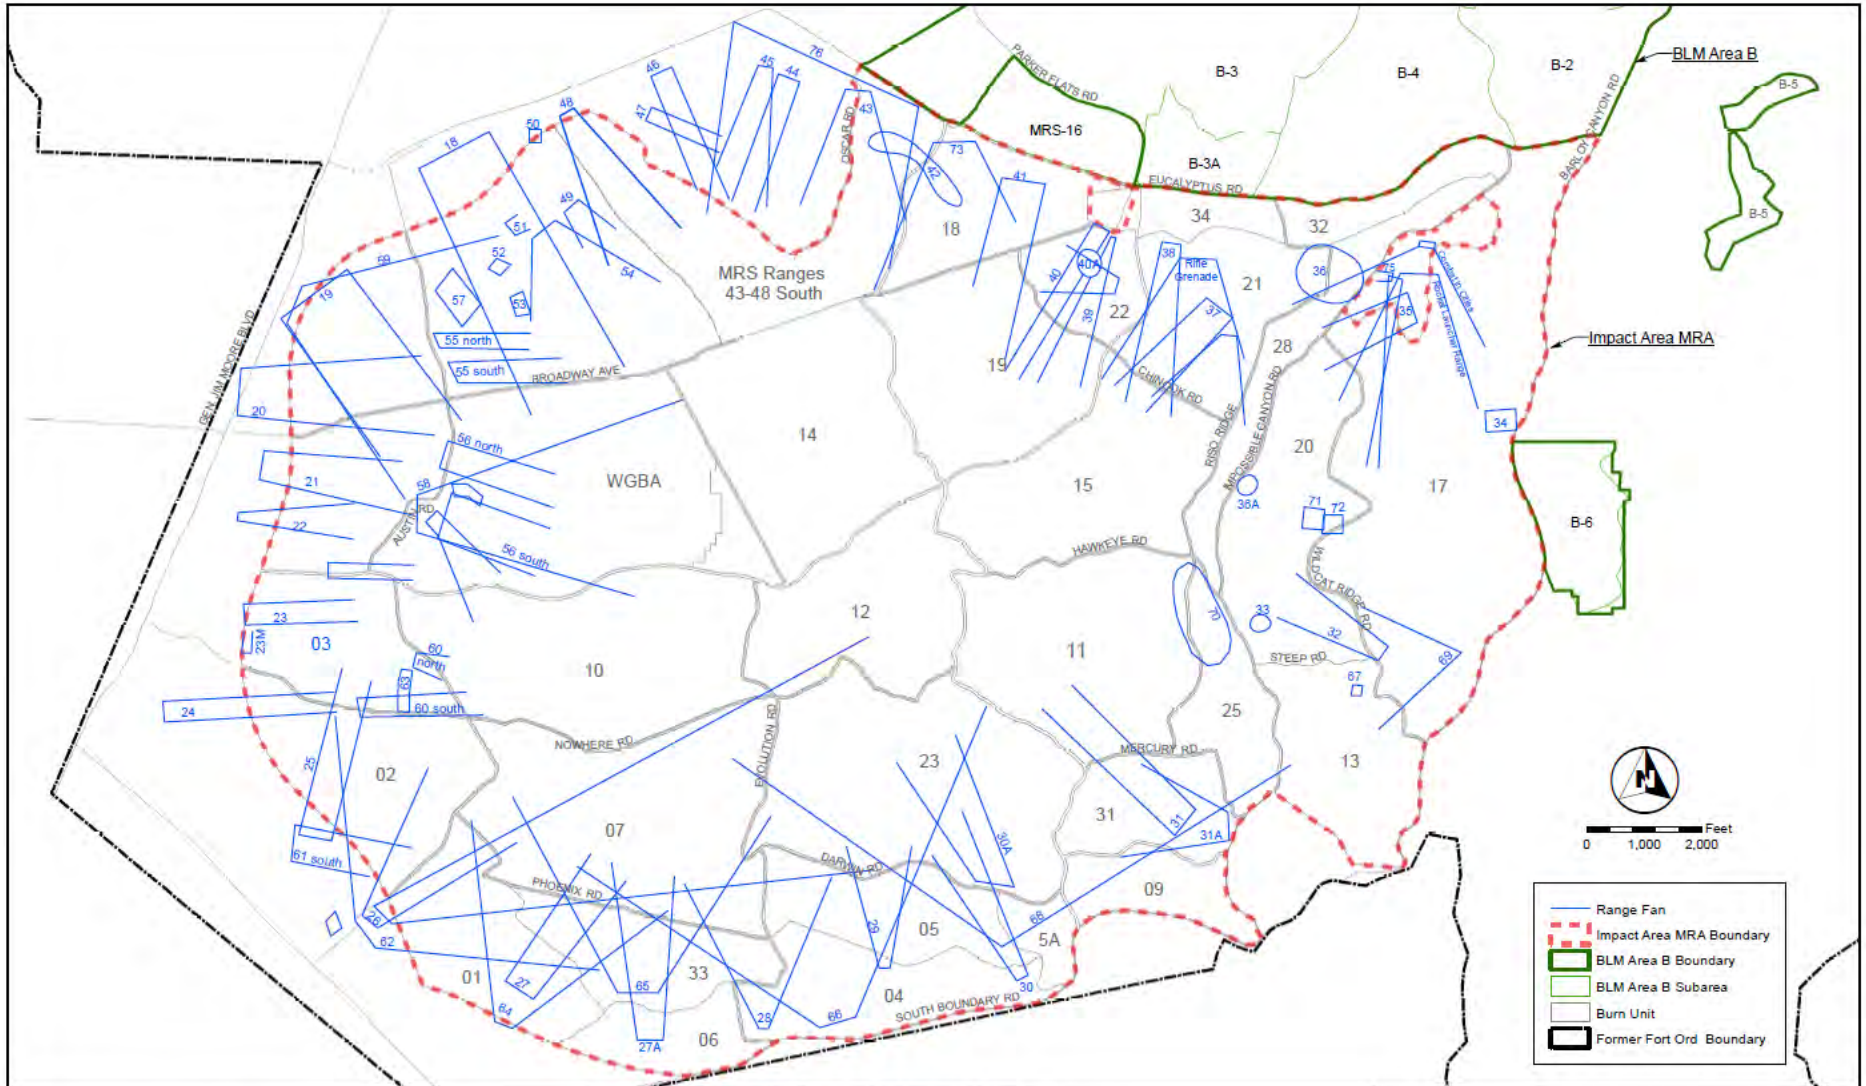 76
46
45
44
47
48
50
43
OSCAR RD
42
73
41
18
PARKER FLATS RD
MRS-16
B-3
B-4
B-2
BLM Area B
B-5
B-5
BARLOY CANYON RD
B-3A
EUCALYPTUS RD
18
34
32
49
51
52
54
53
57
59
19
MRS Ranges
43-48 South
55 north
55 south
BROADWAY AVE
GEN JIM MOORE BLVD
20
40
40A
39
38
Rifle
Grenade
37
22
21
36
75
35
Combat in Cities
Rocket Launcher Range
Impact Area MRA
28
19
CHINOOK RD
RISO RIDGE
IMPOSSIBLE CANYON RD
34
14
15
20
17
56 north
WGBA
58
21
22
AUSTIN RD
56 south
36A
71
72
B-6
HAWKEYE RD
WILDCAT RIDGE RD
12
70
33
32
69
STEEP RD
67
23
23M
03
60
north
63
60 south
24
10
11
25
NOWHERE RD
EVOLUTION RD
MERCURY RD
23
13
25
02
61 south
07
31
31
31A
30A
DARWIN RD
PHOENIX RD
09
26
62
29
05
68
5A
01
27
64
65
33
28
66
04
30
SOUTH BOUNDARY RD
27A
06
N
Feet
0 1,000 2,000
Range Fan
Impact Area MRA Boundary
BLM Area B Boundary
BLM Area B Subarea
Burn Unit
Former Fort Ord Boundary